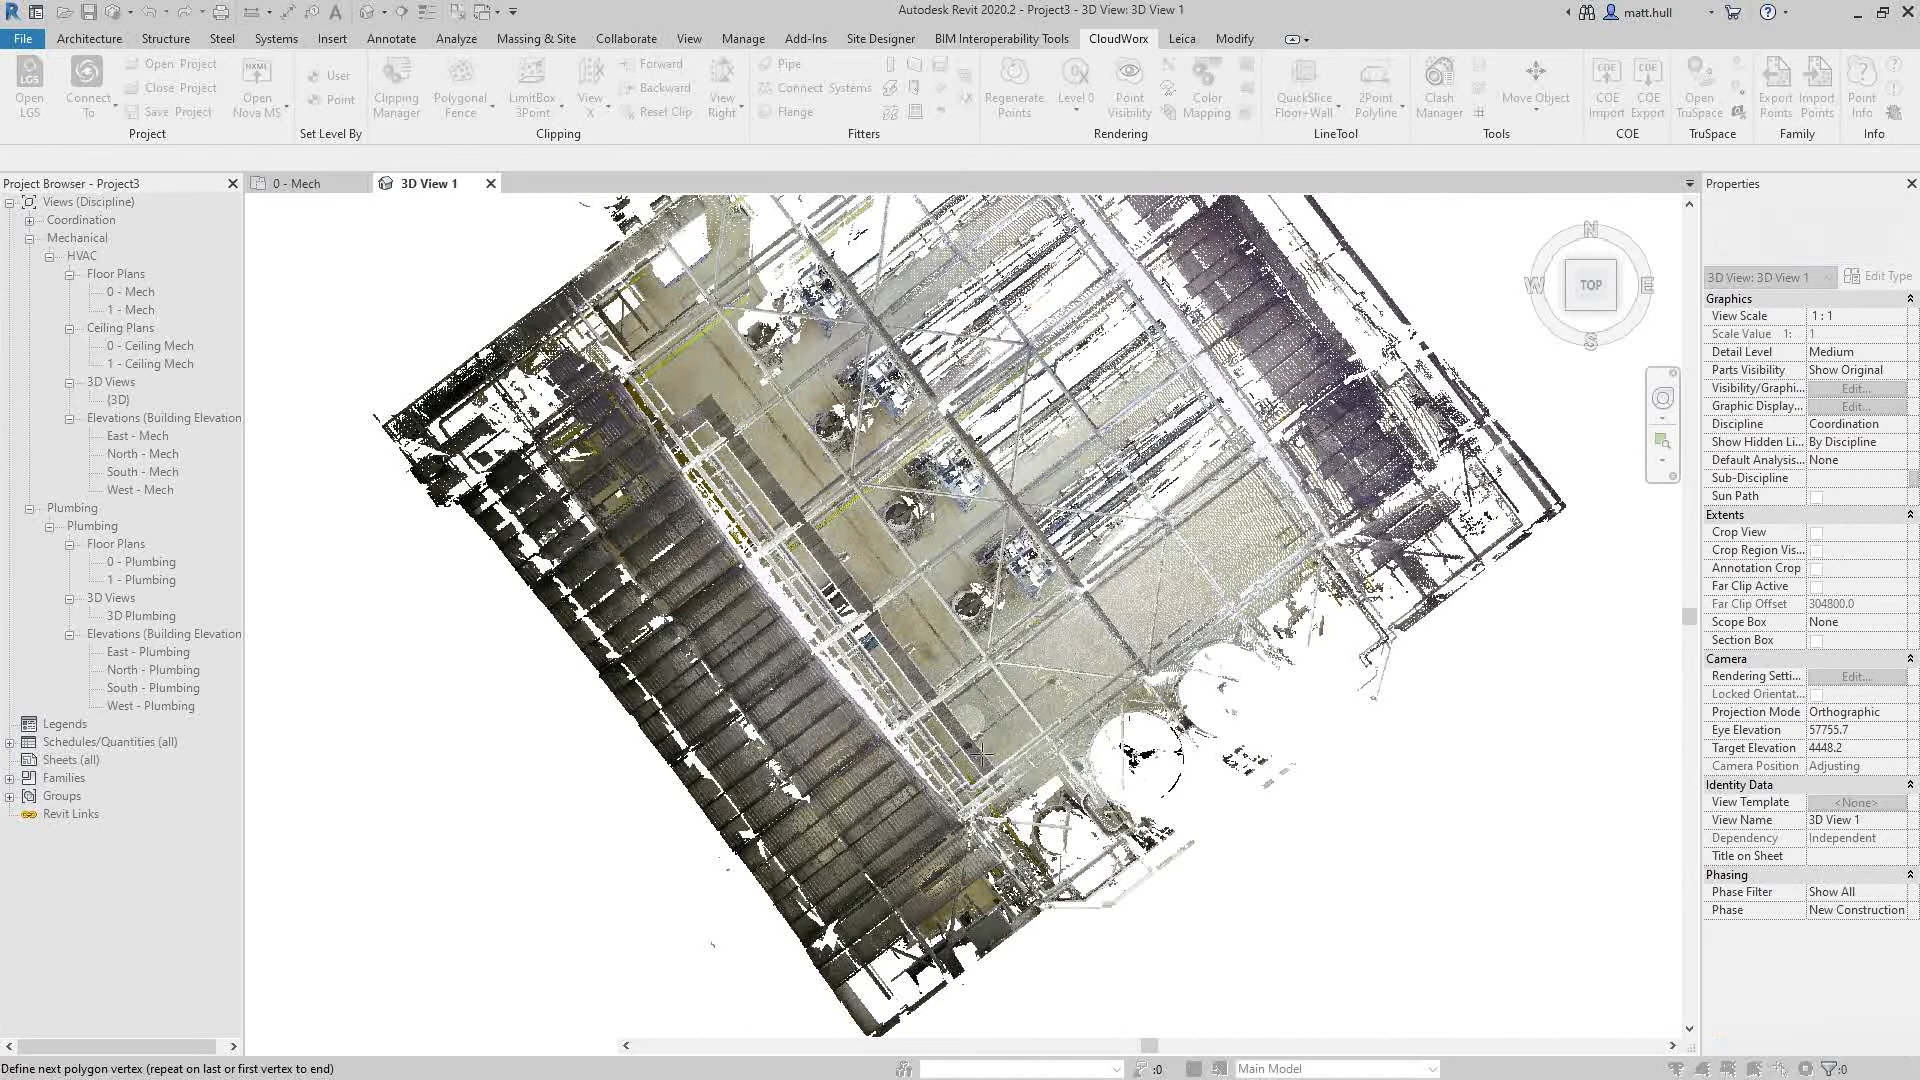 Autodesk Revit 2020.2 - Project3 - 3D View: 3D View 1
matt.hull
File Architecture Structure Steel Systems Insert Annotate Analyze Massing & Site Collaborate View Manage Add-Ins Site Designer BIM Interoperability Tools CloudWorx Leica Modify
Open LGS
Connect To
Open Project
Close Project
Save Project
Open Nova MS
Project
User
Point
Set Level By
Clipping Manager
Polygonal Fence
LimitBox 3Point
View X
Forward
Backward
Reset Clip
View Right
Clipping
Pipe
Connect Systems
Flange
Fitters
Regenerate Points
Level 0
Point Visibility
Color Mapping
Rendering
QuickSlice Floor+Wall
2Point Polyline
LineTool
Clash Manager
Move Object
Tools
COE Import
COE Export
COE
Open TruSpace
TruSpace
Export Points
Import Points
Family
Point Info
Info
Project Browser - Project3
0 - Mech
3D View 1
Views (Discipline)
Coordination
Mechanical
HVAC
Floor Plans
0 - Mech
1 - Mech
Ceiling Plans
0 - Ceiling Mech
1 - Ceiling Mech
3D Views
{3D}
Elevations (Building Elevation
East - Mech
North - Mech
South - Mech
West - Mech
Plumbing
Plumbing
Floor Plans
0 - Plumbing
1 - Plumbing
3D Views
3D Plumbing
Elevations (Building Elevation
East - Plumbing
North - Plumbing
South - Plumbing
West - Plumbing
Legends
Schedules/Quantities (all)
Sheets (all)
Families
Groups
Revit Links
N
W TOP E
S
Properties
3D View: 3D View 1 Edit Type
Graphics
View Scale 1 : 1
Scale Value 1: 1
Detail Level Medium
Parts Visibility Show Original
Visibility/Graphi... Edit...
Graphic Display... Edit...
Discipline Coordination
Show Hidden Li... By Discipline
Default Analysis... None
Sub-Discipline
Sun Path
Extents
Crop View
Crop Region Vis...
Annotation Crop
Far Clip Active
Far Clip Offset 304800.0
Scope Box None
Section Box
Camera
Rendering Setti... Edit...
Locked Orientat...
Projection Mode Orthographic
Eye Elevation 57755.7
Target Elevation 4448.2
Camera Position Adjusting
Identity Data
View Template <None>
View Name 3D View 1
Dependency Independent
Title on Sheet
Phasing
Phase Filter Show All
Phase New Construction
Define next polygon vertex (repeat on last or first vertex to end)
:0
Main Model
:0